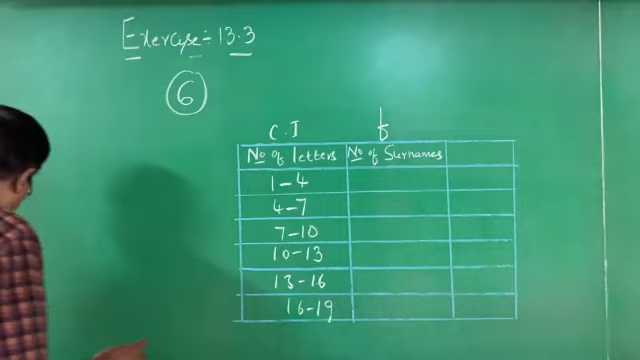 Exercise÷ 13.3
6
C.I f
No of letters No of Surnames
1-4
4-7
7-10
10-13
13-16
16-19